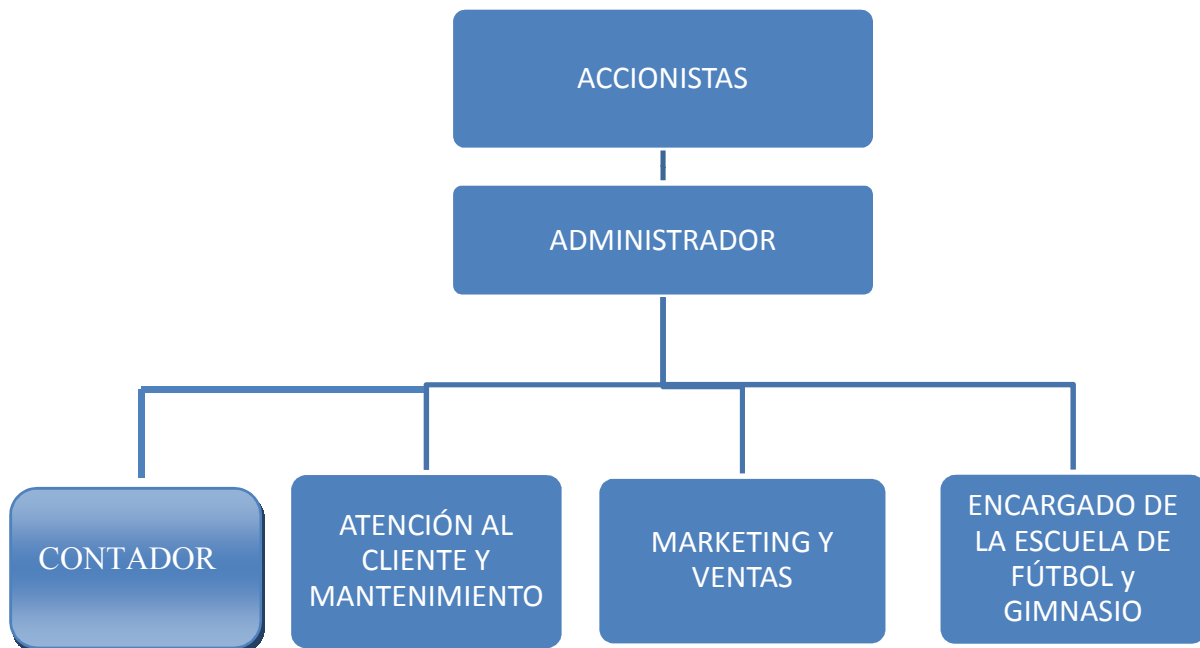 ACCIONISTAS
ADMINISTRADOR
CONTADOR
ATENCIÓN AL
CLIENTE Y
MANTENIMIENTO
MARKETING Y
VENTAS
ENCARGADO DE
LA ESCUELA DE
FÚTBOL y
GIMNASIO